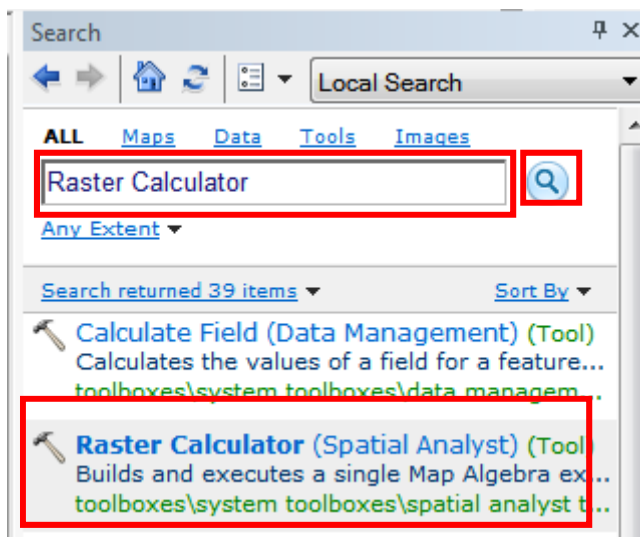 Search
Local Search
ALL Maps Data Tools Images
Raster Calculator
Any Extent
Search returned 39 items Sort By
Calculate Field (Data Management) (Tool)
Calculates the values of a field for a feature...
toolboxes\system toolboxes\data managem...
Raster Calculator (Spatial Analyst) (Tool)
Builds and executes a single Map Algebra ex...
toolboxes\system toolboxes\spatial analyst t...